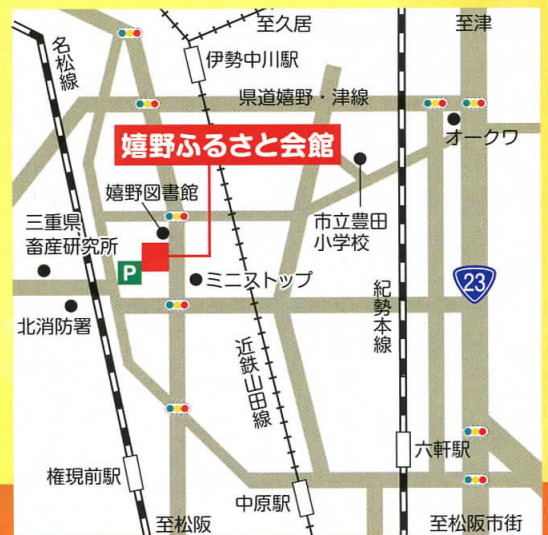 至久居
至津
名松線
伊勢中川駅
県道嬉野・津線
オークワ
嬉野ふるさと会館
嬉野図書館
市立豊田
小学校
三重県
畜産研究所
P
ミニストップ
23
北消防署
紀勢本線
近鉄山田線
六軒駅
権現前駅
中原駅
至松阪
至松阪市街